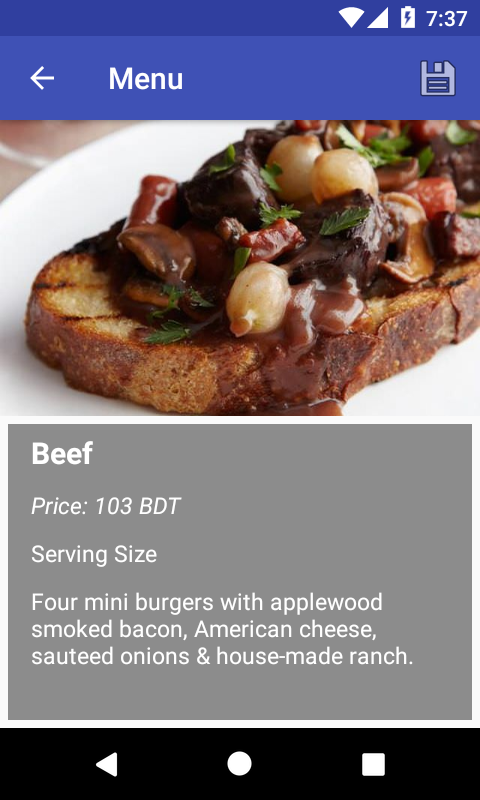 7:37
Menu
Beef
Price: 103 BDT
Serving Size
Four mini burgers with applewood
smoked bacon, American cheese,
sauteed onions & house-made ranch.